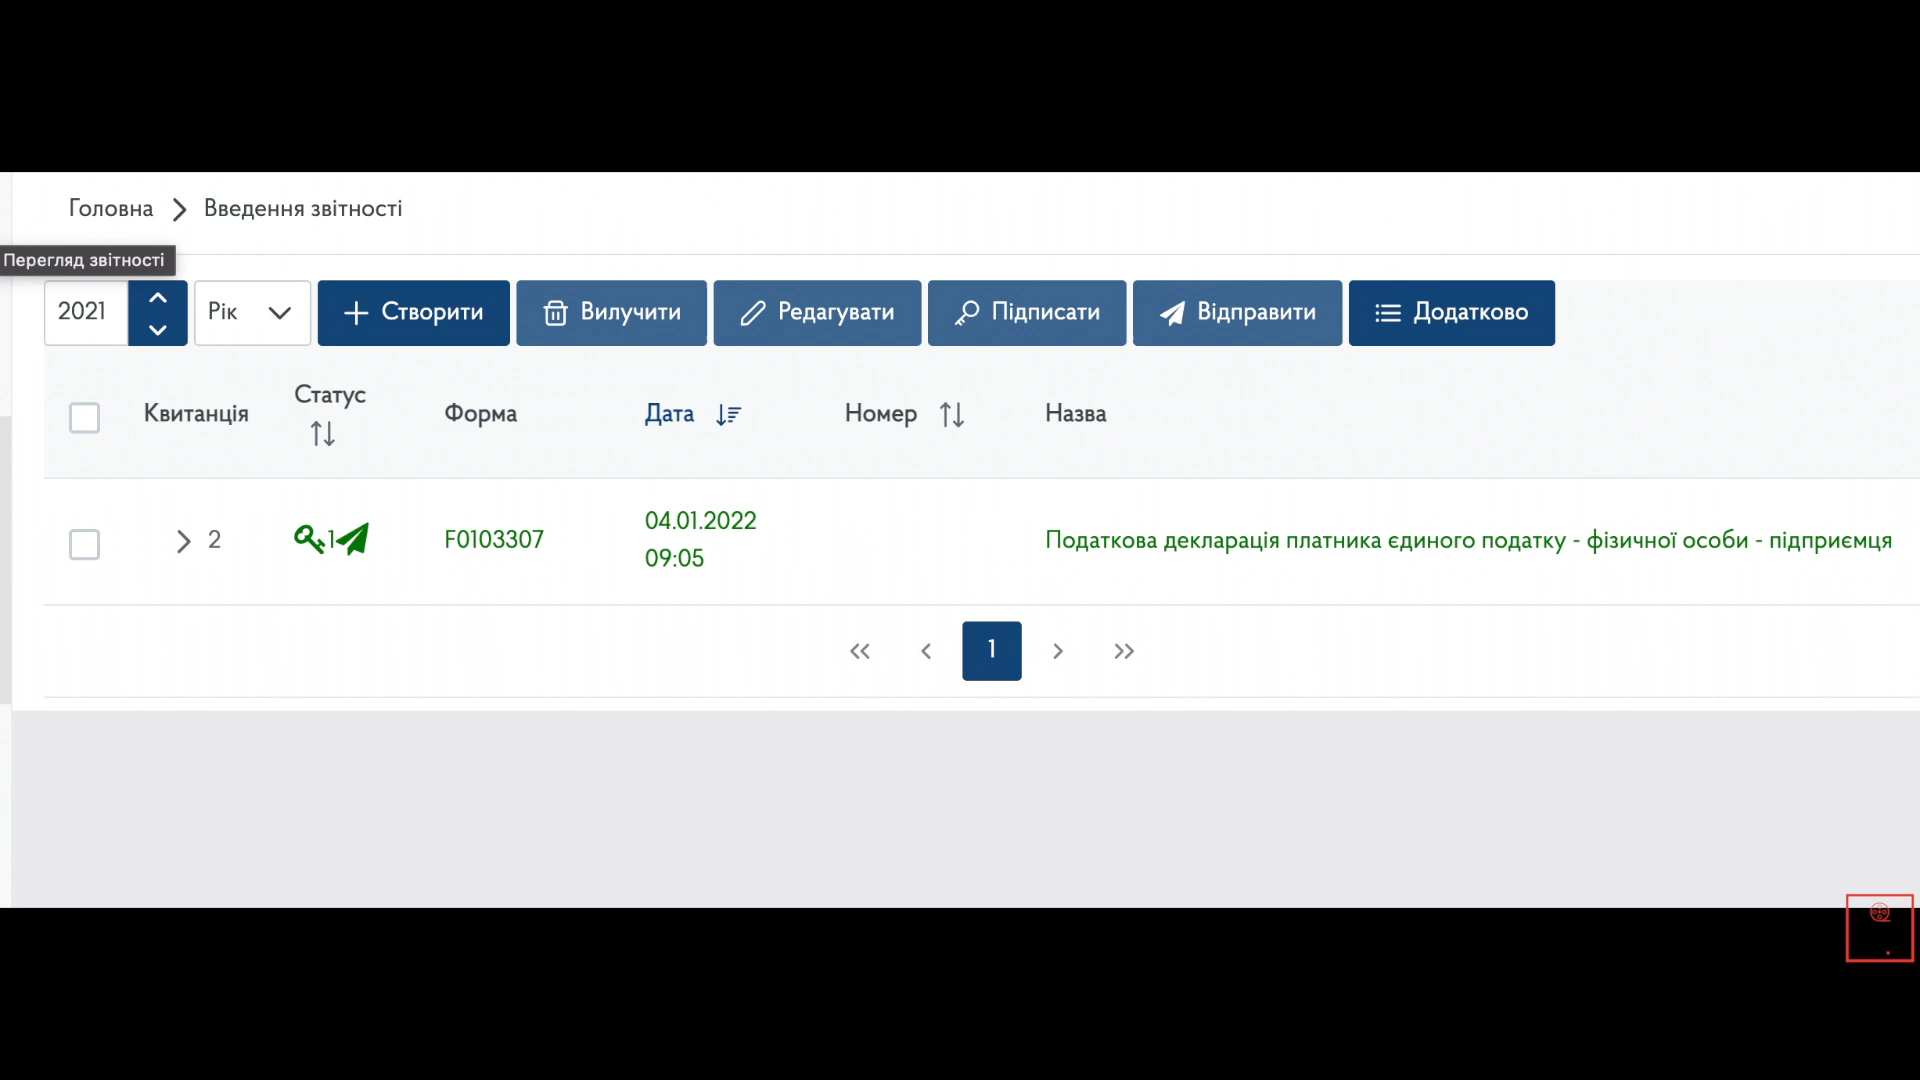 Головна > Введення звітності
Перегляд звітності
2021 Рік + Створити Вилучити Редагувати Підписати Відправити Додатково
Квитанція Статус Форма Дата Номер Назва
> 2 1 F0103307 04.01.2022 Податкова декларація платника єдиного податку - фізичної особи - підприємця
09:05
<< < 1 > >>